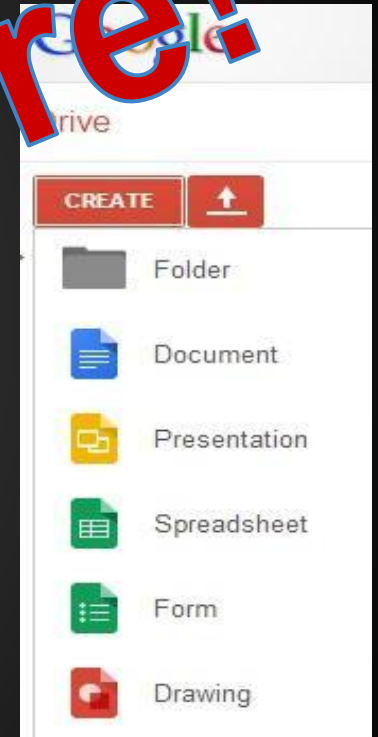 re!
Google
rive
CREATE
Folder
Document
Presentation
Spreadsheet
Form
Drawing